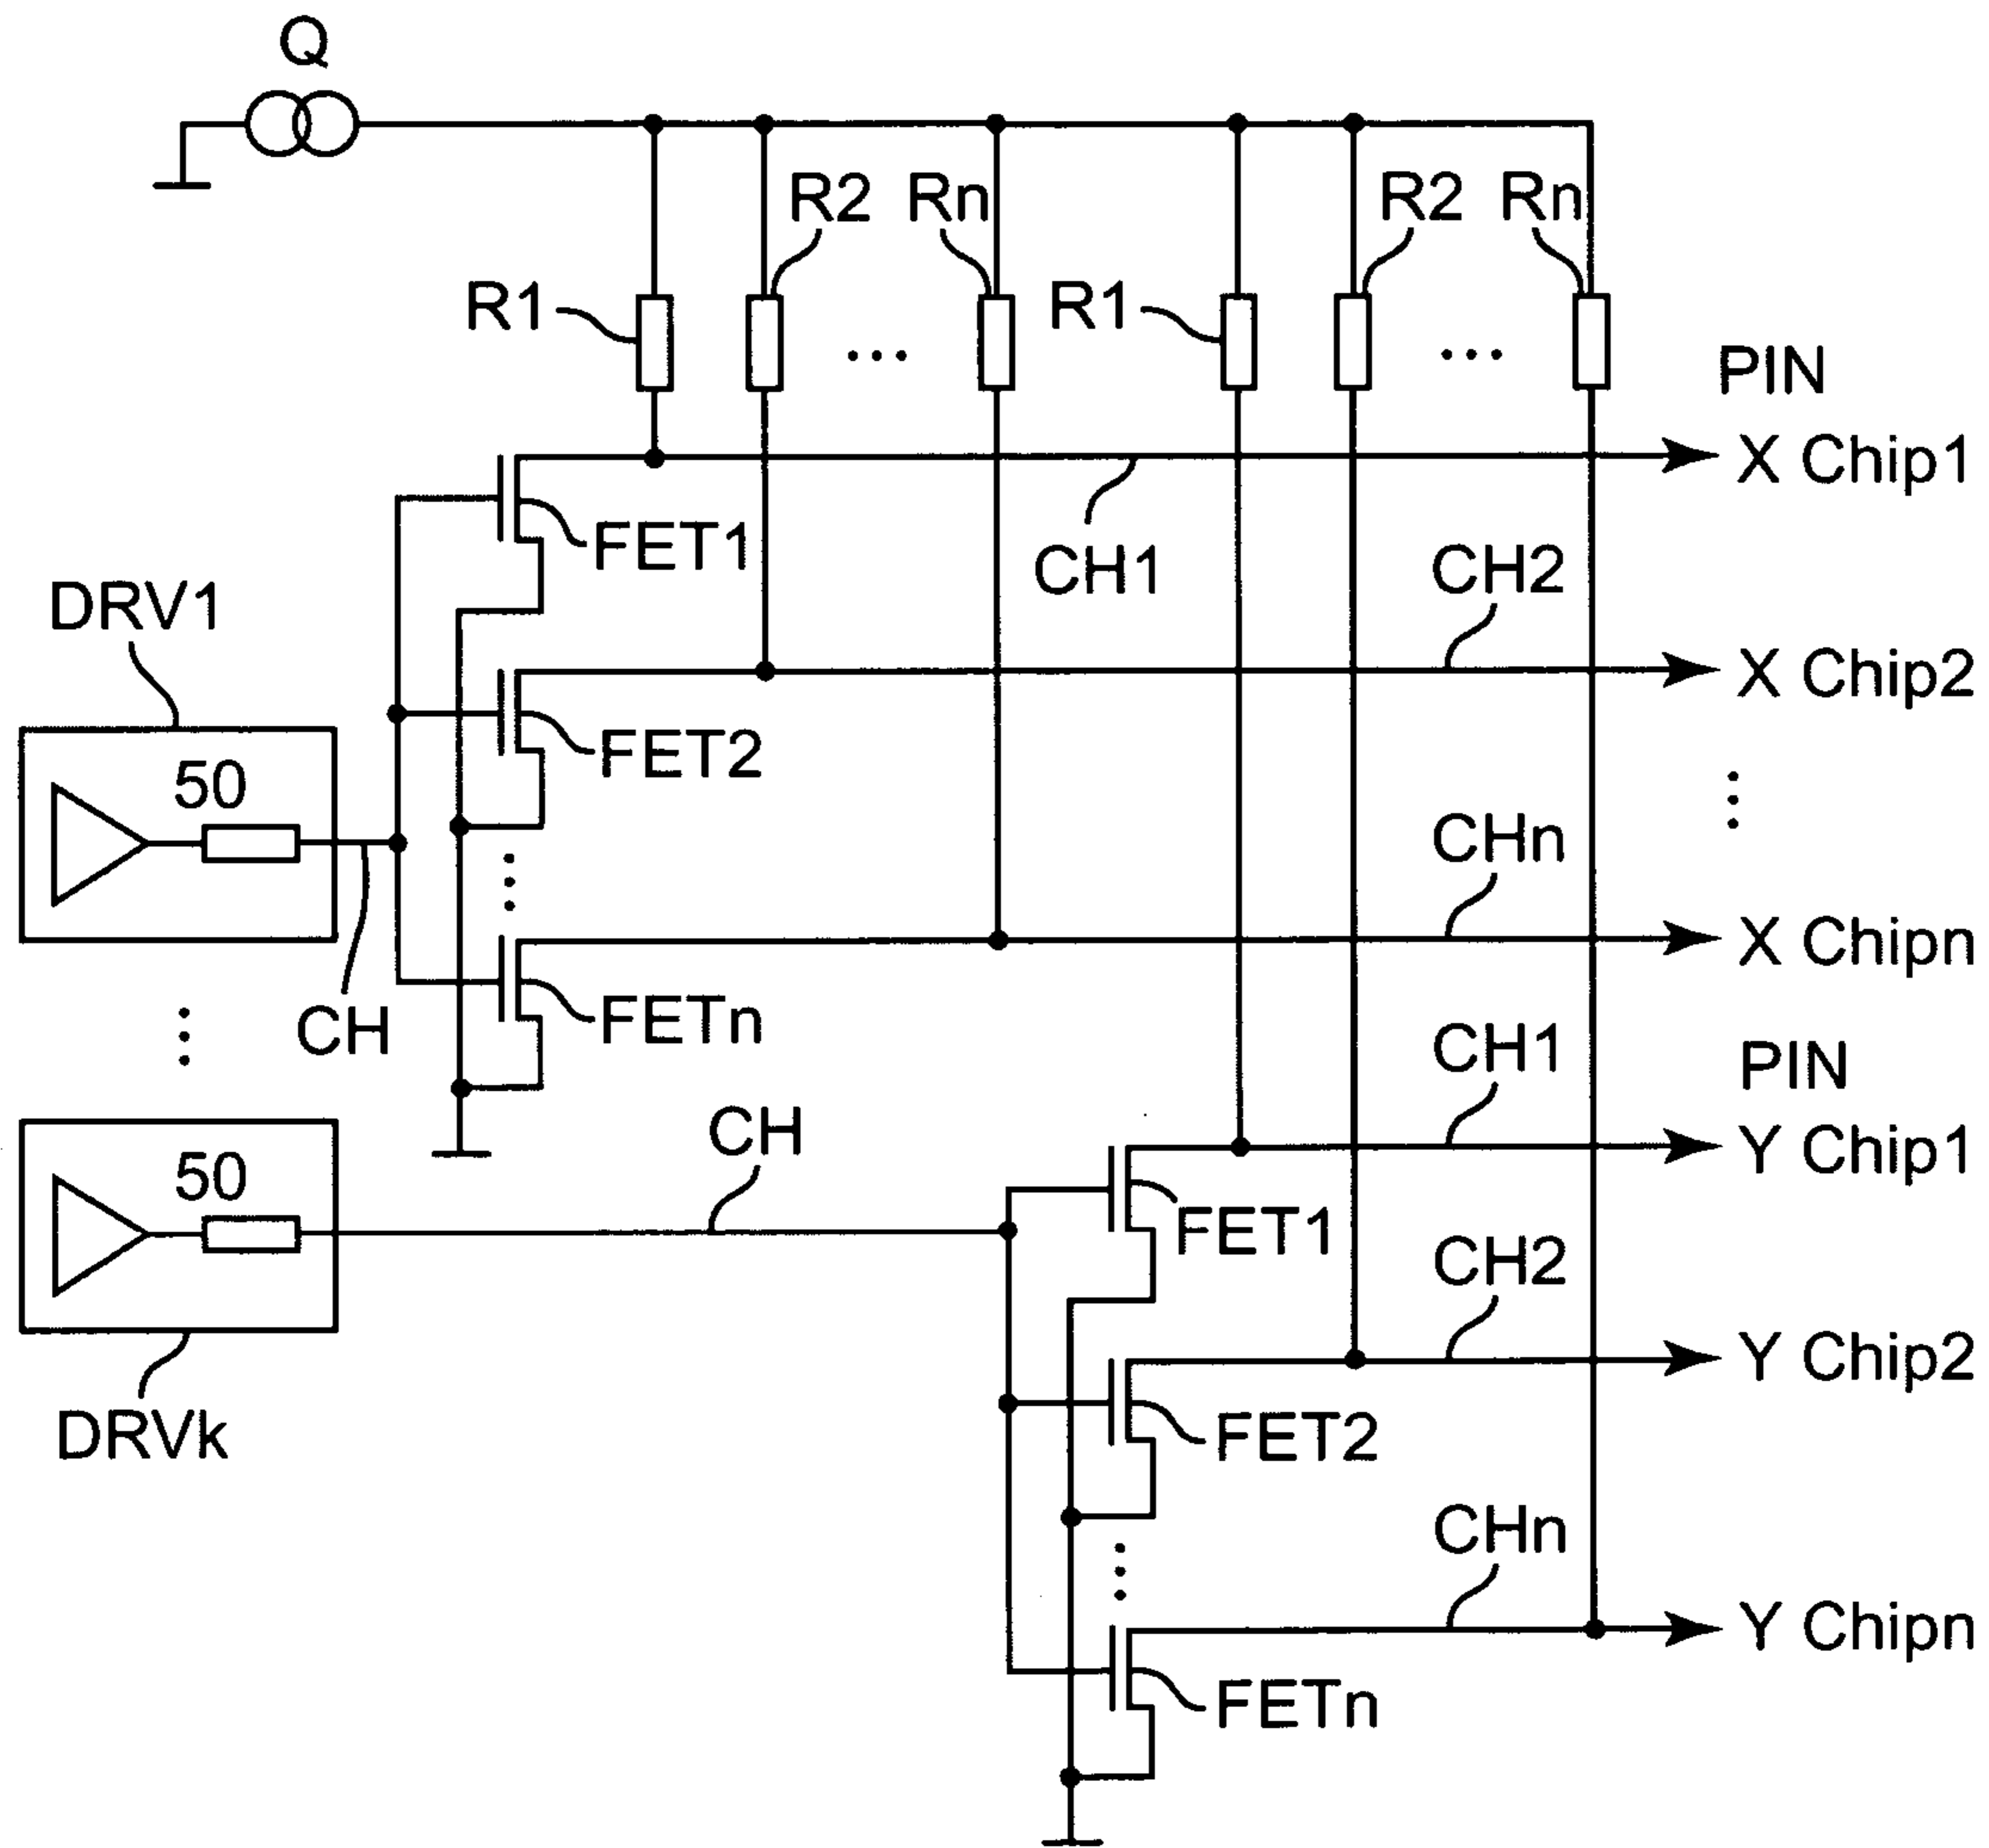 Q
R2 Rn R2 Rn
R1 R1
PIN
X Chip1
FET1
CH1 CH2
DRV1
X Chip2
FET2
50
CHn
X Chipn
FETn
CH
CH1 PIN
CH
Y Chip1
50
FET1
CH2
Y Chip2
DRVk
FET2
CHn
Y Chipn
FETn